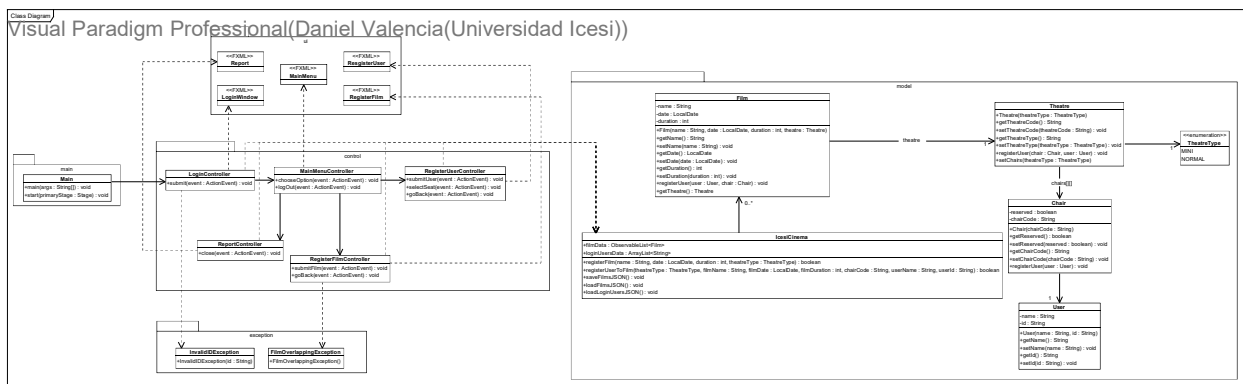 Class Diagram
Visual Paradigm Professional(Daniel Valencia(Universidad Icesi))
ui
<<FXML>>
Report
<<FXML>>
MainMenu
<<FXML>>
ResgisterUser
<<FXML>>
LoginWindow
<<FXML>>
RegisterFilm
main
Main
+main(args : String[]) : void
+start(primaryStage : Stage) : void
control
LoginController
+submit(event : ActionEvent) : void
MainMenuController
+chooseOption(event : ActionEvent) : void
+logOut(event : ActionEvent) : void
RegisterUserController
+submitUser(event : ActionEvent) : void
+selectSeat(event : ActionEvent) : void
+goBack(event : ActionEvent) : void
ReportController
+close(event : ActionEvent) : void
RegisterFilmController
+submitFilm(event : ActionEvent) : void
+goBack(event : ActionEvent) : void
exception
InvalidIDException
+InvalidIDException(id : String)
FilmOverlappingException
+FilmOverlappingException()
model
Film
-name : String
-date : LocalDate
-duration : int
+Film(name : String, date : LocalDate, duration : int, theatre : Theatre)
+getName() : String
+setName(name : String) : void
+getDate() : LocalDate
+setDate(date : LocalDate) : void
+getDuration() : int
+setDuration(duration : int) : void
+registerUser(user : User, chair : Chair) : void
+getTheatre() : Theatre
theatre
1
Theatre
+Theatre(theatreType : TheatreType)
+getTheatreCode() : String
+setTheatreCode(theatreCode : String) : void
+getTheatreType() : String
+setTheatreType(theatreType : TheatreType) : void
+registerUser(chair : Chair, user : User) : void
+setChairs(theatreType : TheatreType)
1
<<enumeration>>
TheatreType
MINI
NORMAL
chairs[][]
Chair
-reserved : boolean
-chairCode : String
+Chair(chairCode : String)
+getReserved() : boolean
+setReserved(reserved : boolean) : void
+getChairCode() : String
+setChairCode(chairCode : String) : void
+registerUser(user : User) : void
0..*
IcesiCinema
+filmData : ObservableList<Film>
+loginUsersData : ArrayList<String>
+registerFilm(name : String, date : LocalDate, duration : int, theatreType : TheatreType) : boolean
+registerUserToFilm(theatreType : TheatreType, filmName : String, filmDate : LocalDate, filmDuration : int, chairCode : String, userName : String, userId : String) : boolean
+saveFilmsJSON() : void
+loadFilmsJSON() : void
+loadLoginUsersJSON() : void
1
User
-name : String
-id : String
+User(name : String, id : String)
+getName() : String
+setName(name : String) : void
+getId() : String
+setId(id : String) : void